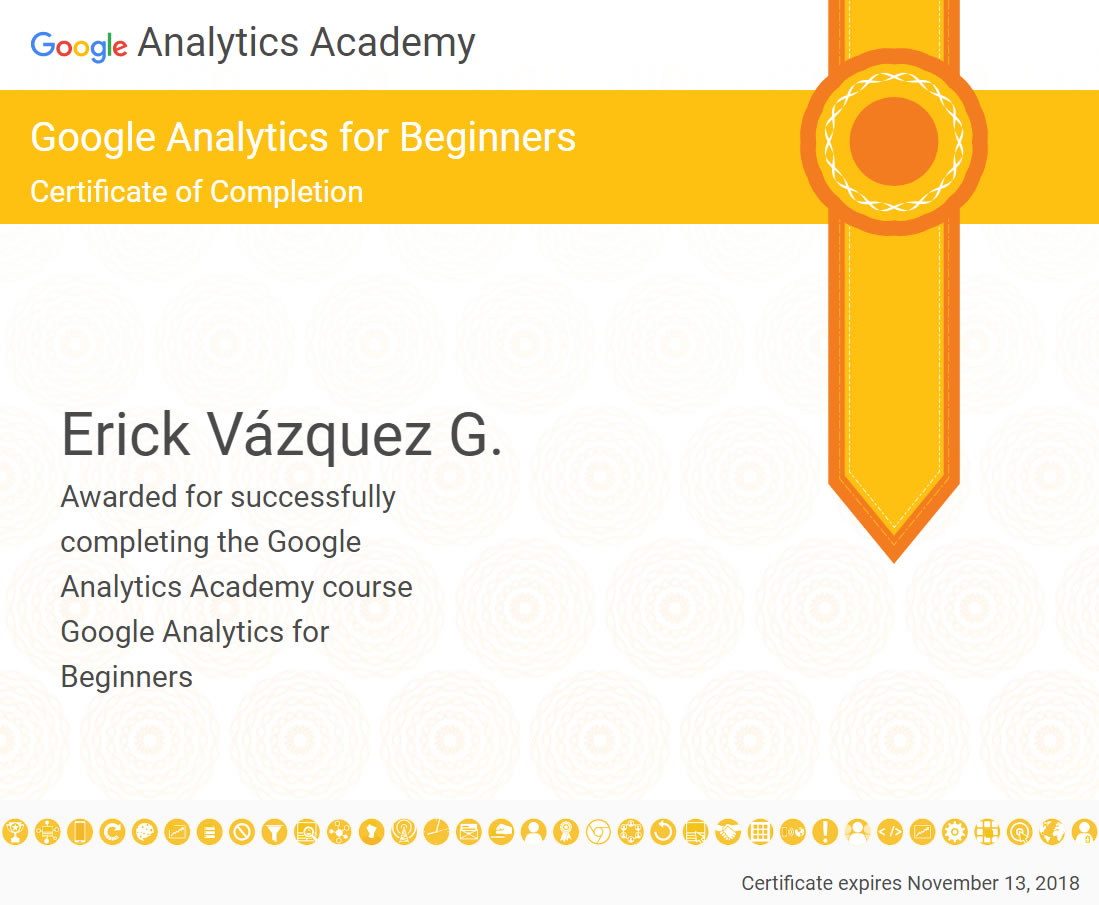 Google Analytics Academy
Google Analytics for Beginners
Certificate of Completion
Erick Vázquez G.
Awarded for successfully
completing the Google
Analytics Academy course
Google Analytics for
Beginners
Certificate expires November 13, 2018